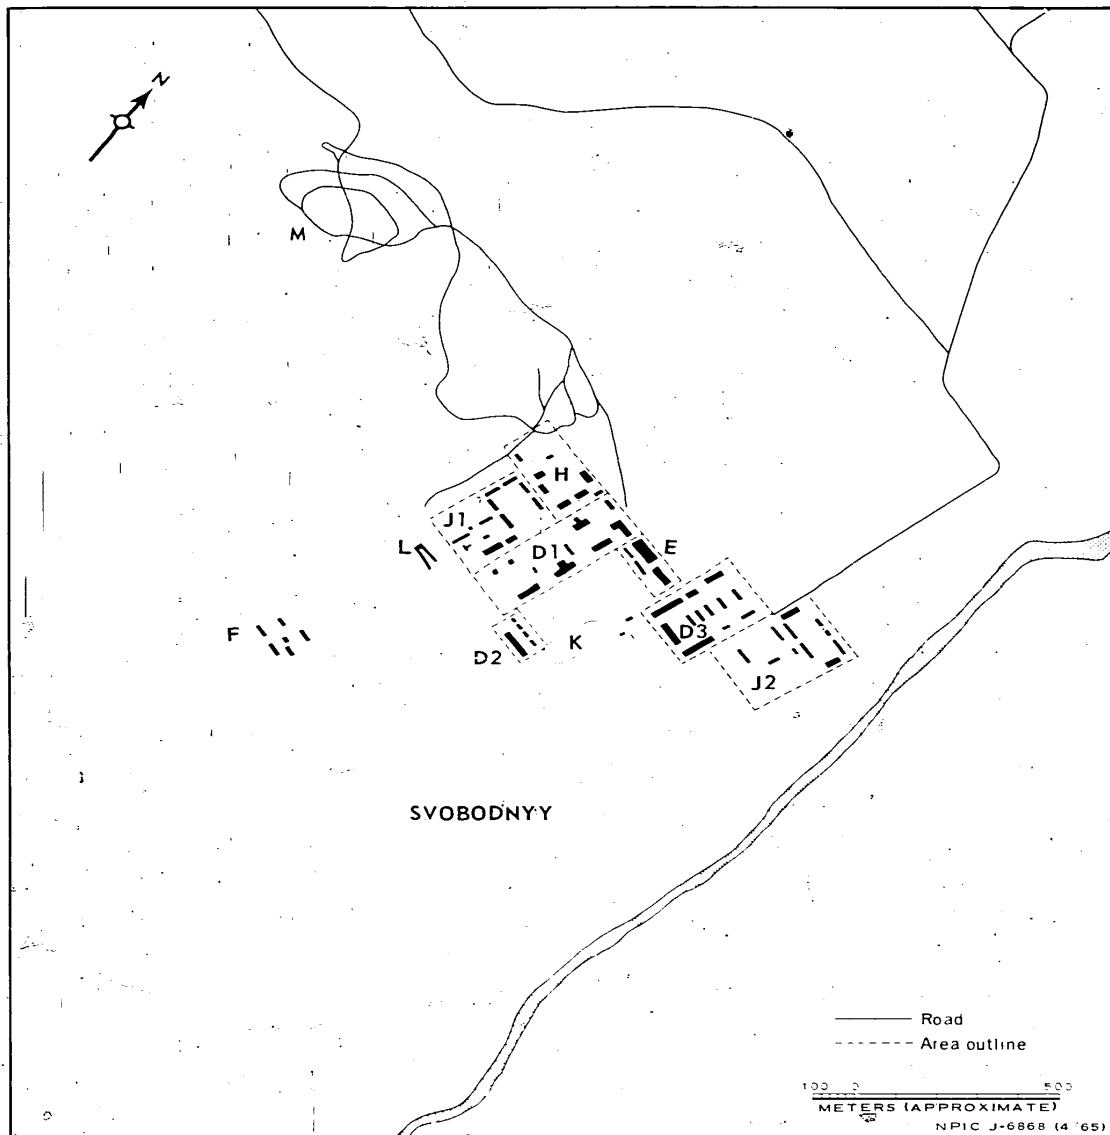 N
M
H
J1
L
D1
E
F
D2
K
D3
J2
SVOBODNYY
Road
Area outline
100 0 500
METERS (APPROXIMATE)
NPIC J-6868 (4/65)